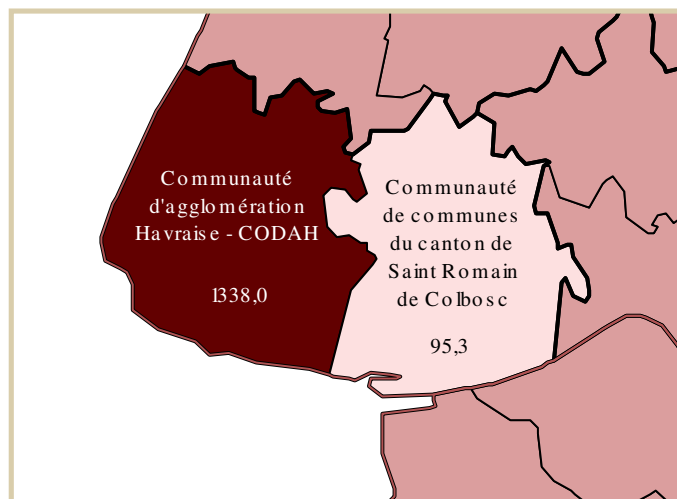 Communauté
d'agglomération
Havraise - CODAH
1338,0
Communauté
de communes
du canton de
Saint Romain
de Colbosc
95,3